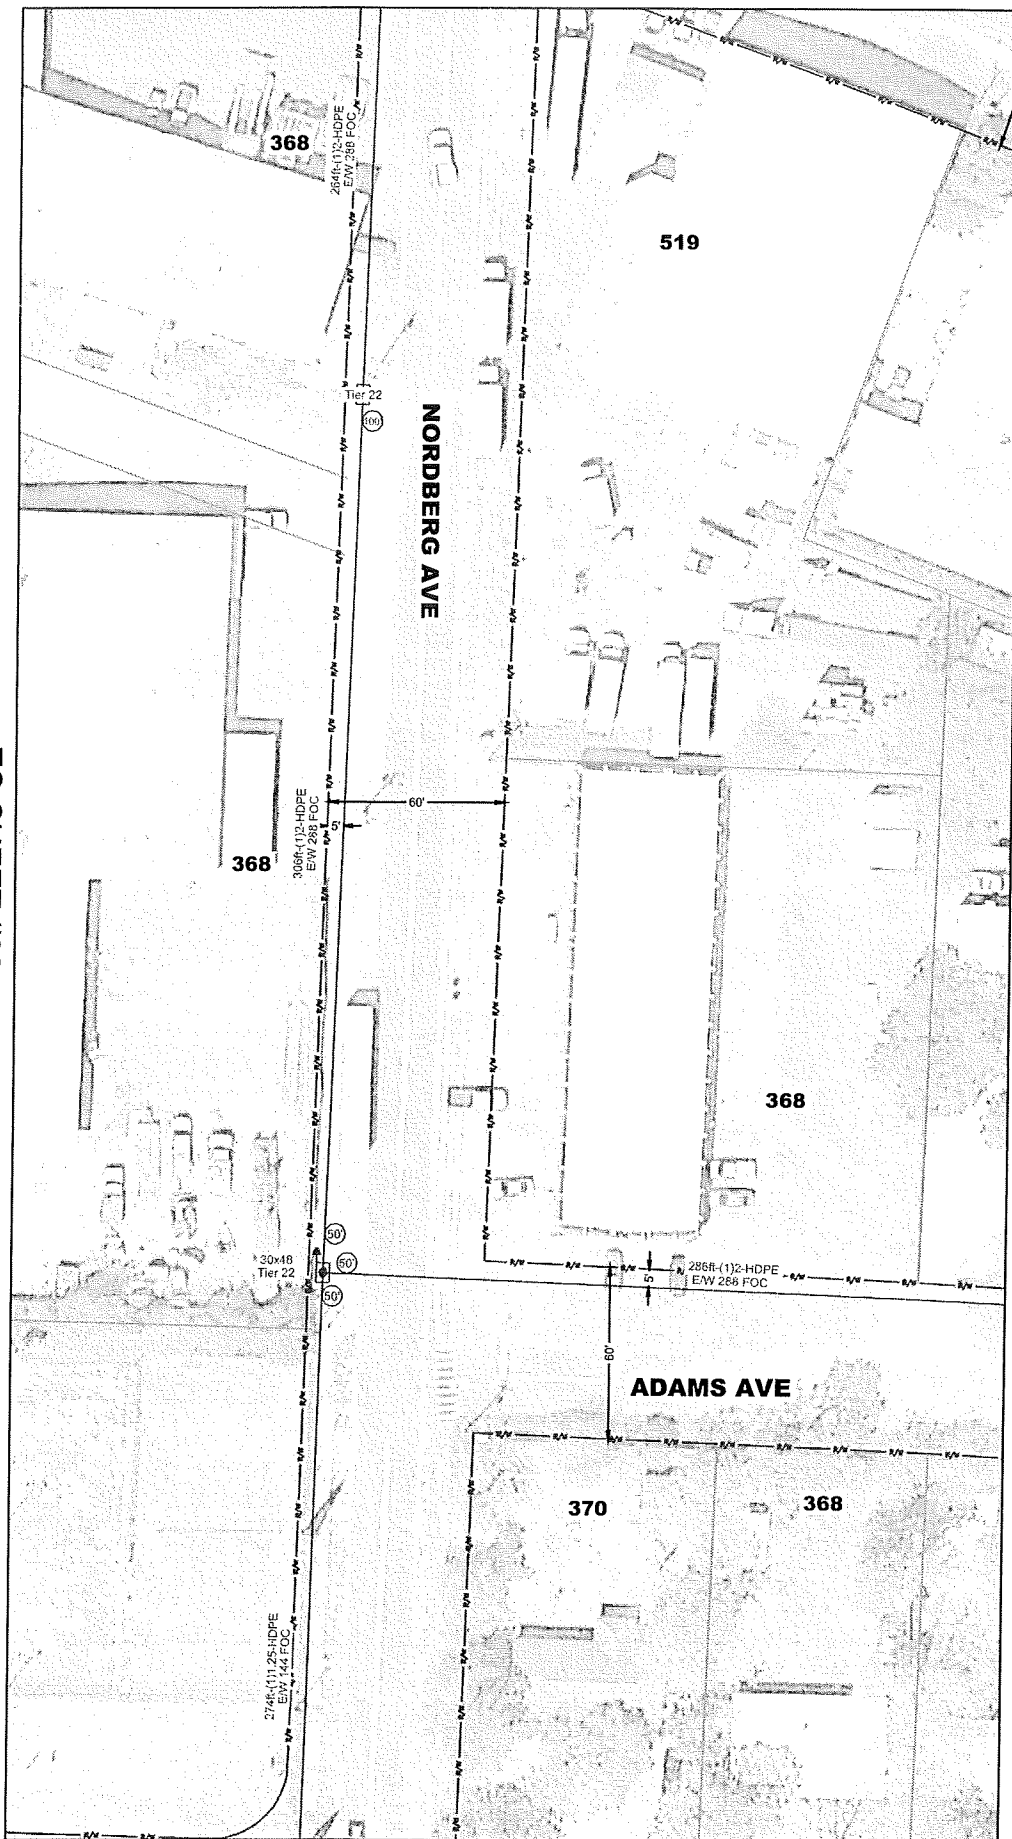 368
264ft-(1)2-HDPE
E/W 288 FOC
519
Tier 22
100'
NORDBERG AVE
60'
5'
306ft-(1)2-HDPE
E/W 288 FOC
368
368
50'
30x48
Tier 22
50'
50'
286ft-(1)2-HDPE
E/W 288 FOC
5'
60'
ADAMS AVE
370
368
274ft-(1)1.25-HDPE
E/W 144 FOC
R/W